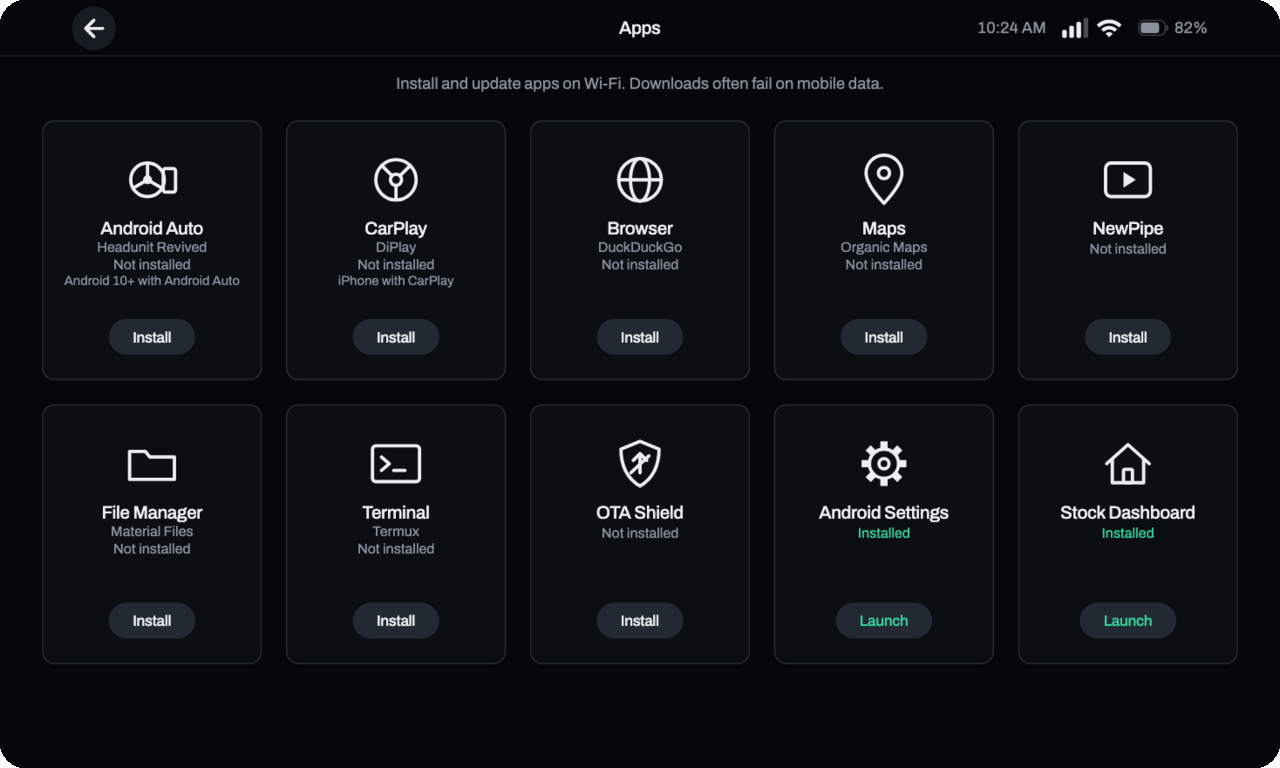 Apps
10:24 AM
82%
Install and update apps on Wi-Fi. Downloads often fail on mobile data.
Android Auto
Headunit Revived
Not installed
Android 10+ with Android Auto
Install
CarPlay
DiPlay
Not installed
iPhone with CarPlay
Install
Browser
DuckDuckGo
Not installed
Install
Maps
Organic Maps
Not installed
Install
NewPipe
Not installed
Install
File Manager
Material Files
Not installed
Install
Terminal
Termux
Not installed
Install
OTA Shield
Not installed
Install
Android Settings
Installed
Launch
Stock Dashboard
Installed
Launch